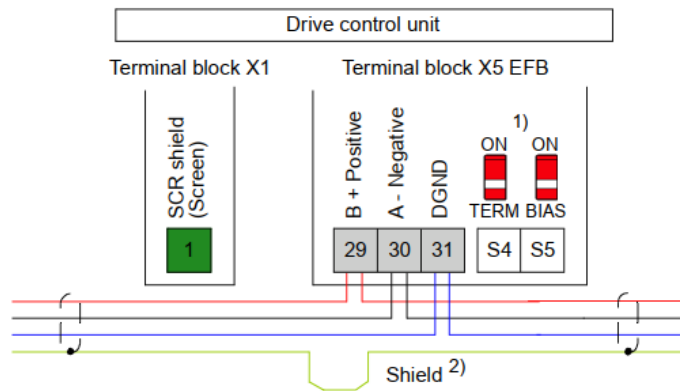 Drive control unit
Terminal block X1
Terminal block X5 EFB
SCR shield
(Screen)
1
B + Positive
A - Negative
DGND
1)
ON
ON
TERM
BIAS
29
30
31
S4
S5
Shield 2)